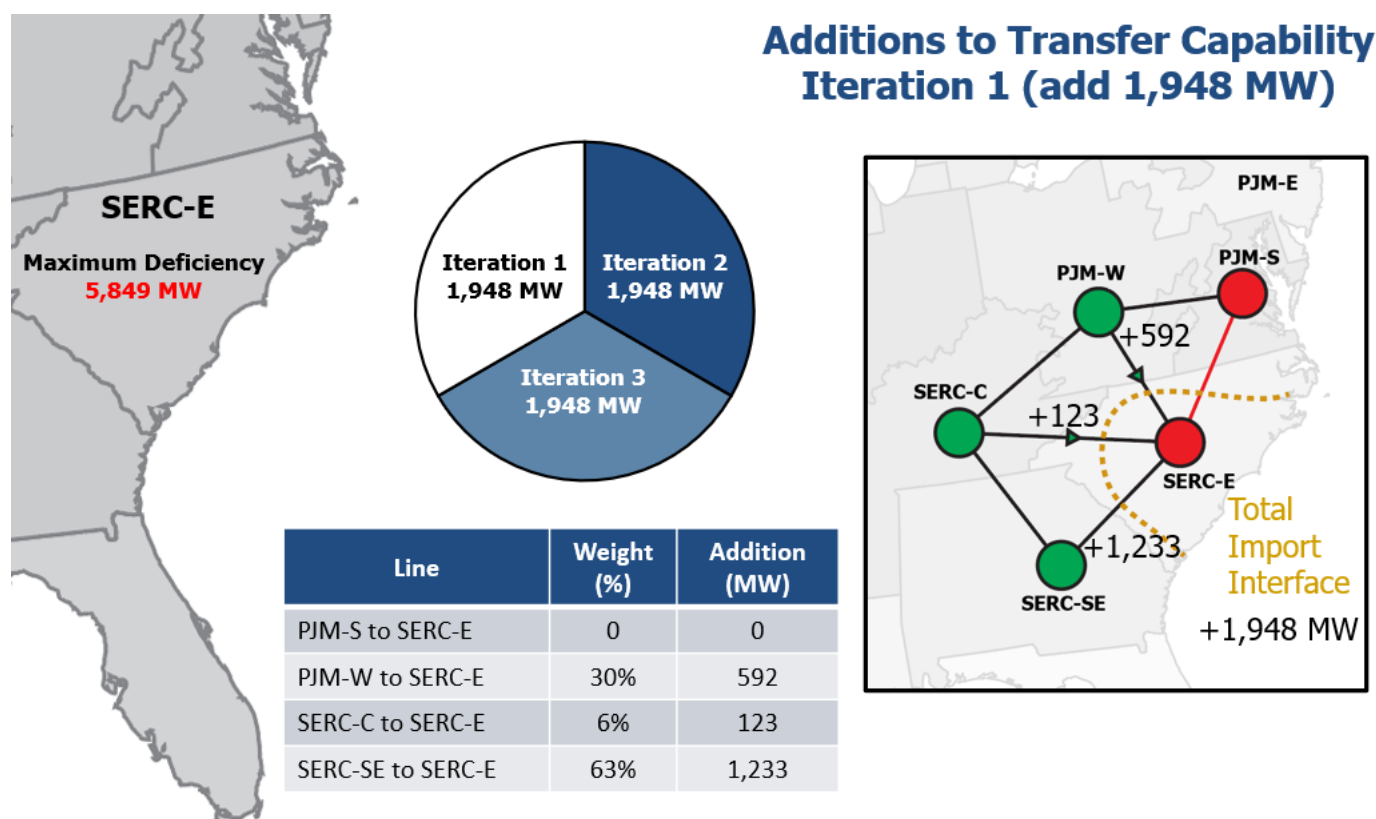 Additions to Transfer Capability
Iteration 1 (add 1,948 MW)
SERC-E
Maximum Deficiency
5,849 MW
Iteration 1
1,948 MW
Iteration 2
1,948 MW
Iteration 3
1,948 MW
PJM-E
PJM-S
PJM-W
+592
SERC-C
+123
SERC-E
+1,233
SERC-SE
Total
Import
Interface
+1,948 MW
Line Weight (%) Addition (MW)
PJM-S to SERC-E 0 0
PJM-W to SERC-E 30% 592
SERC-C to SERC-E 6% 123
SERC-SE to SERC-E 63% 1,233